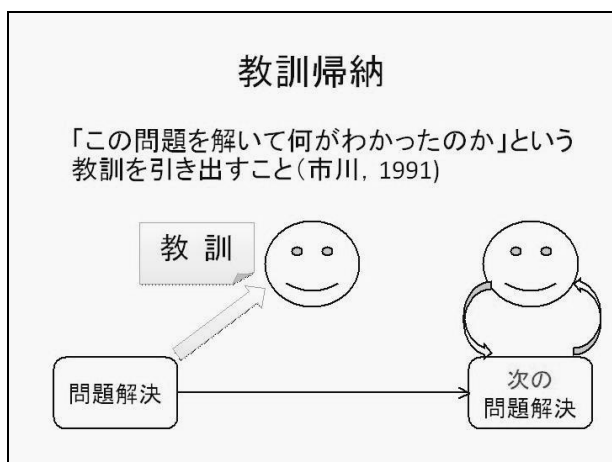 教訓帰納
「この問題を解いて何がわかったのか」という
教訓を引き出すこと(市川, 1991)
教 訓
問題解決
次の
問題解決